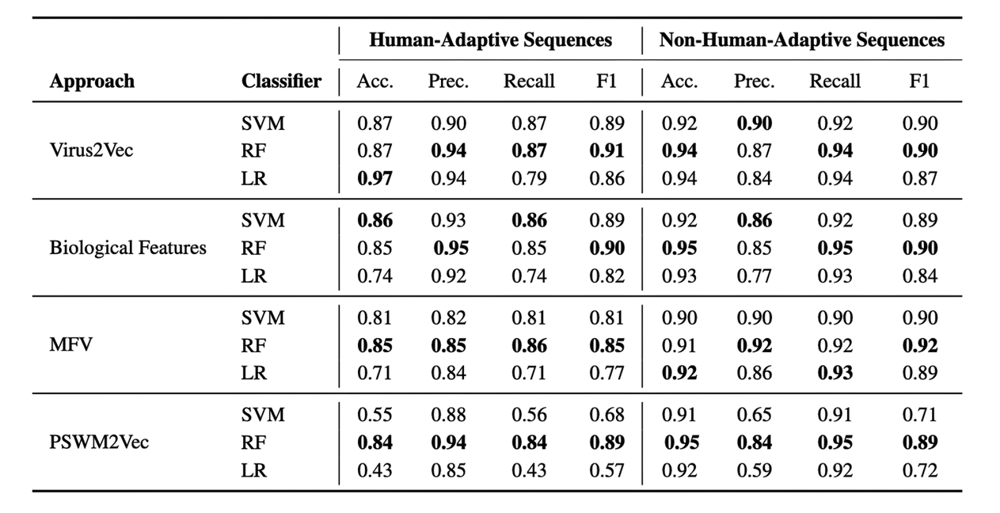 Human-Adaptive Sequences Non-Human-Adaptive Sequences
Approach Classifier Acc. Prec. Recall F1 Acc. Prec. Recall F1
SVM 0.87 0.90 0.87 0.89 0.92 0.90 0.92 0.90
Virus2Vec RF 0.87 0.94 0.87 0.91 0.94 0.87 0.94 0.90
LR 0.97 0.94 0.79 0.86 0.94 0.84 0.94 0.87
SVM 0.86 0.93 0.86 0.89 0.92 0.86 0.92 0.89
Biological Features RF 0.85 0.95 0.85 0.90 0.95 0.85 0.95 0.90
LR 0.74 0.92 0.74 0.82 0.93 0.77 0.93 0.84
SVM 0.81 0.82 0.81 0.81 0.90 0.90 0.90 0.90
MFV RF 0.85 0.85 0.86 0.85 0.91 0.92 0.92 0.92
LR 0.71 0.84 0.71 0.77 0.92 0.86 0.93 0.89
SVM 0.55 0.88 0.56 0.68 0.91 0.65 0.91 0.71
PSWM2Vec RF 0.84 0.94 0.84 0.89 0.95 0.84 0.95 0.89
LR 0.43 0.85 0.43 0.57 0.92 0.59 0.92 0.72